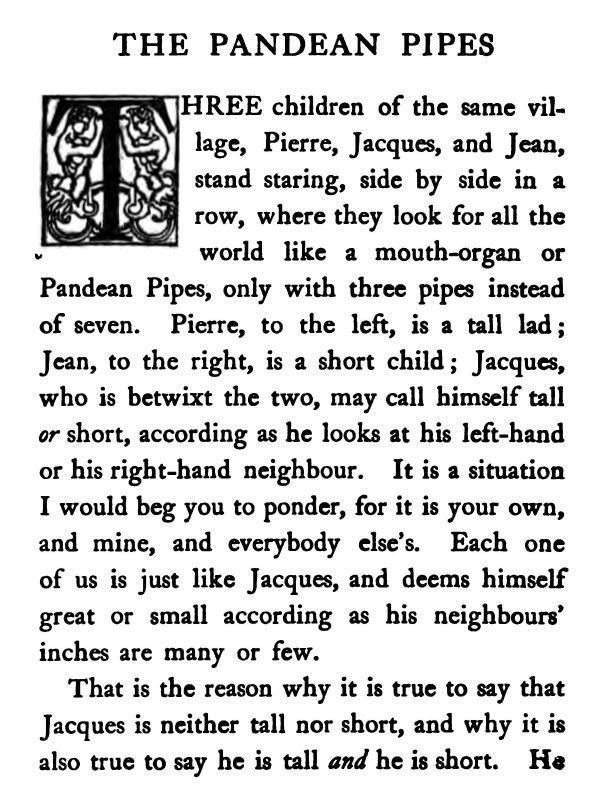 THE PANDEAN PIPES
THREE children of the same vil-
lage, Pierre, Jacques, and Jean,
stand staring, side by side in a
row, where they look for all the
world like a mouth-organ or
Pandean Pipes, only with three pipes instead
of seven. Pierre, to the left, is a tall lad;
Jean, to the right, is a short child; Jacques,
who is betwixt the two, may call himself tall
or short, according as he looks at his left-hand
or his right-hand neighbour. It is a situation
I would beg you to ponder, for it is your own,
and mine, and everybody else's. Each one
of us is just like Jacques, and deems himself
great or small according as his neighbours'
inches are many or few.
That is the reason why it is true to say that
Jacques is neither tall nor short, and why it is
also true to say he is tall and he is short. He